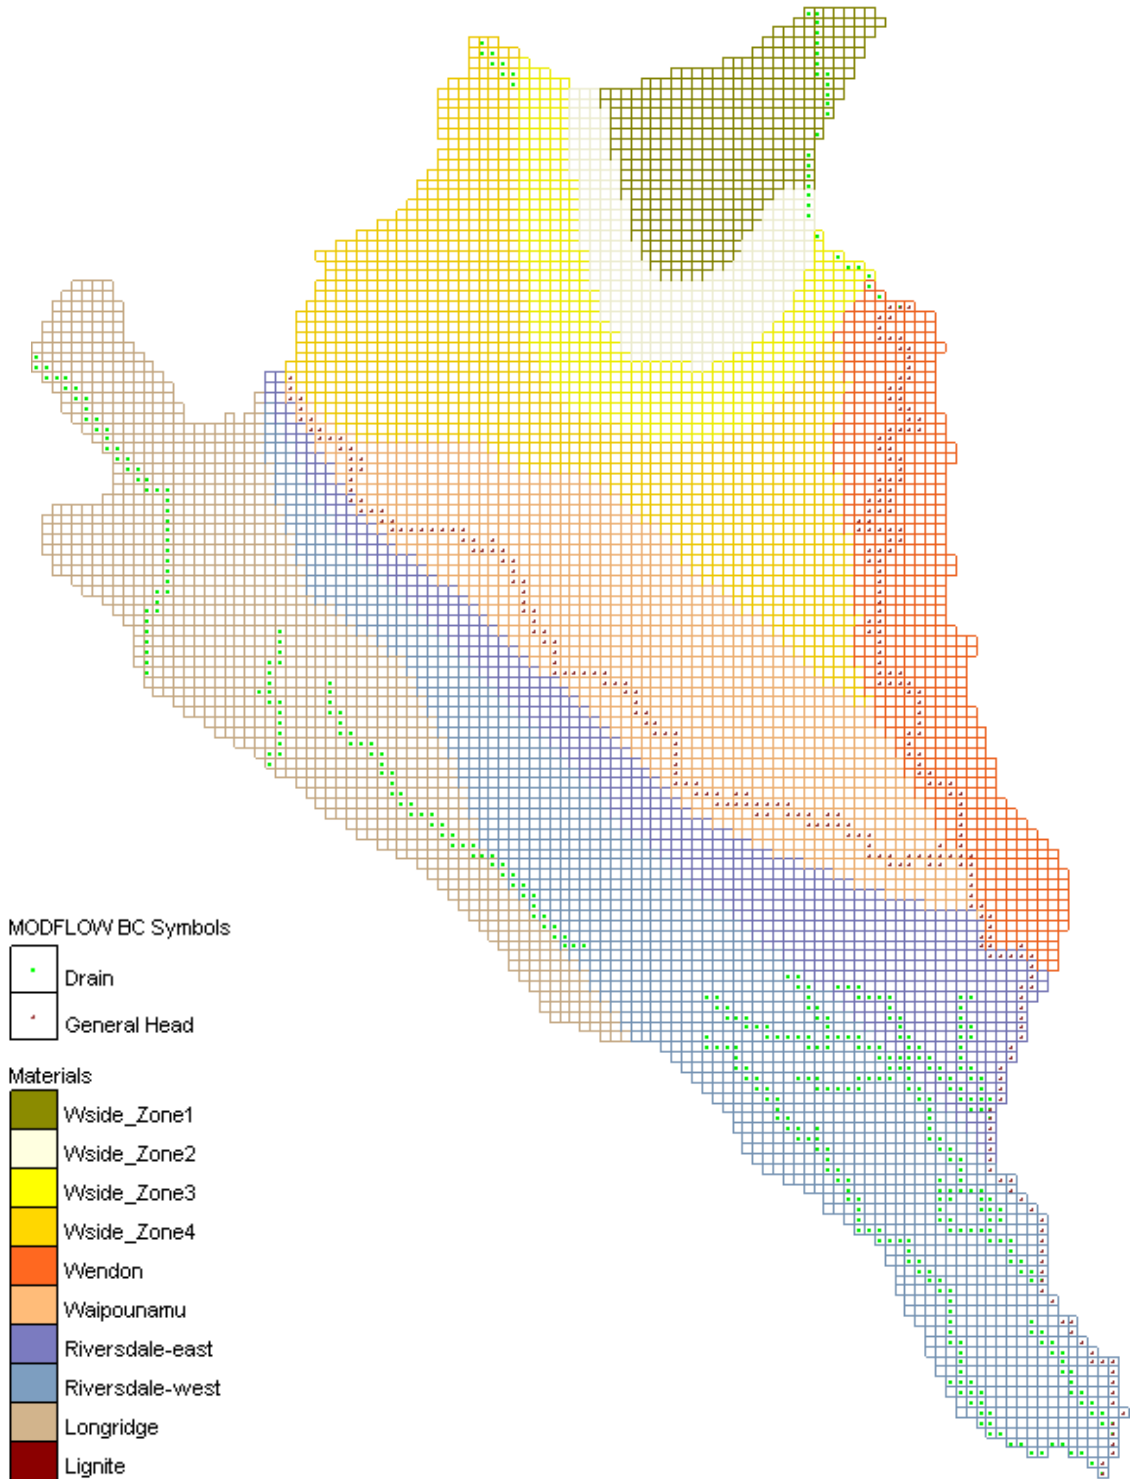 MODFLOW BC Symbols
Drain
General Head
Materials
Wside_Zone1
Wside_Zone2
Wside_Zone3
Wside_Zone4
Wendon
Waipounamu
Riversdale-east
Riversdale-west
Longridge
Lignite